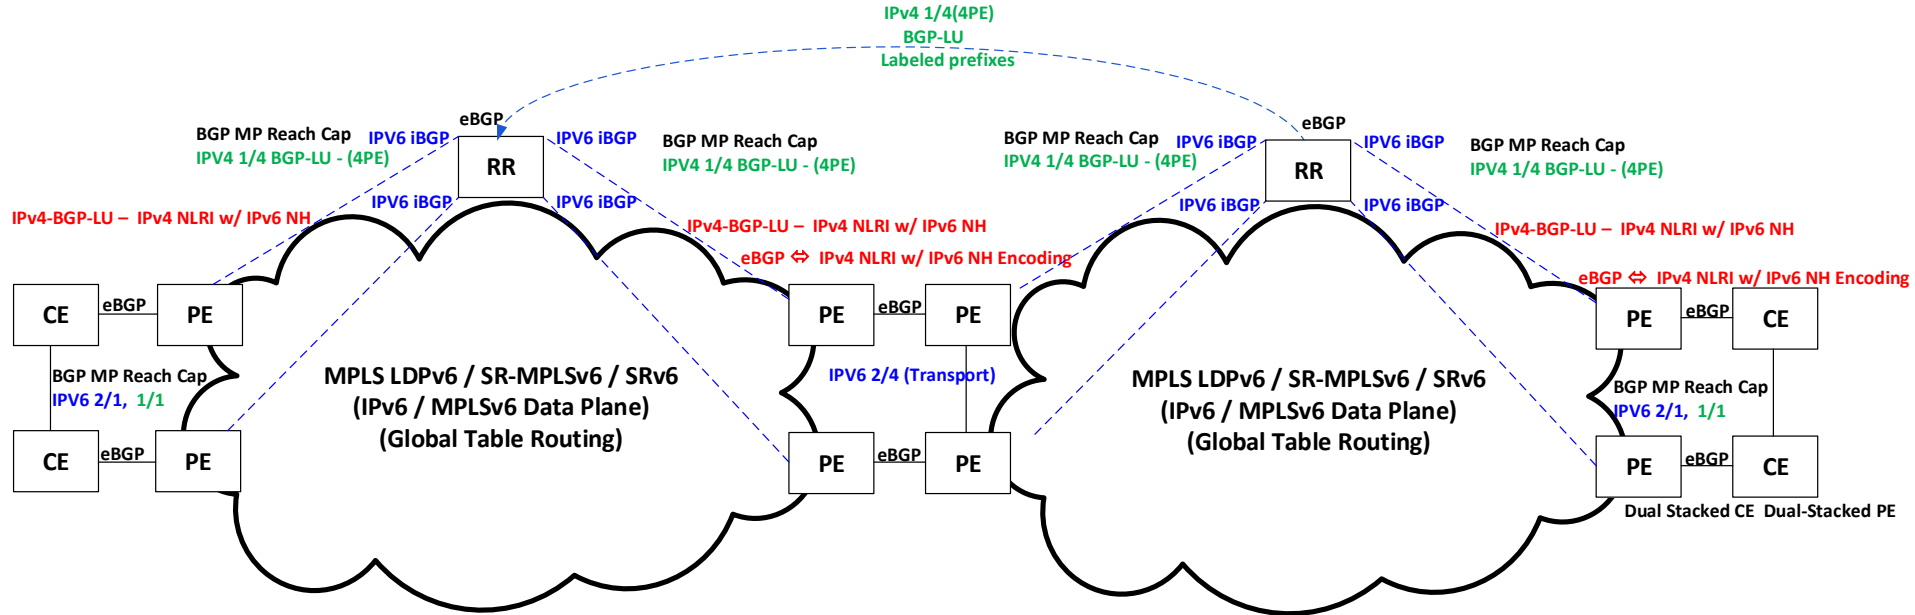 IPv4 1/4(4PE)
BGP-LU
Labeled prefixes
eBGP
eBGP
BGP MP Reach Cap
IPV4 1/4 BGP-LU - (4PE)
IPV6 iBGP
IPV6 iBGP
BGP MP Reach Cap
IPV4 1/4 BGP-LU - (4PE)
BGP MP Reach Cap
IPV4 1/4 BGP-LU - (4PE)
IPV6 iBGP
IPV6 iBGP
BGP MP Reach Cap
IPV4 1/4 BGP-LU - (4PE)
RR
RR
IPV6 iBGP
IPV6 iBGP
IPV6 iBGP
IPV6 iBGP
IPv4-BGP-LU – IPv4 NLRI w/ IPv6 NH
IPv4-BGP-LU – IPv4 NLRI w/ IPv6 NH
eBGP ⇔ IPv4 NLRI w/ IPv6 NH Encoding
IPv4-BGP-LU – IPv4 NLRI w/ IPv6 NH
eBGP ⇔ IPv4 NLRI w/ IPv6 NH Encoding
CE
eBGP
PE
PE
eBGP
PE
PE
eBGP
CE
BGP MP Reach Cap
IPV6 2/1, 1/1
MPLS LDPv6 / SR-MPLSv6 / SRv6
(IPv6 / MPLSv6 Data Plane)
(Global Table Routing)
IPV6 2/4 (Transport)
MPLS LDPv6 / SR-MPLSv6 / SRv6
(IPv6 / MPLSv6 Data Plane)
(Global Table Routing)
BGP MP Reach Cap
IPV6 2/1, 1/1
CE
eBGP
PE
PE
eBGP
PE
PE
eBGP
CE
Dual Stacked CE Dual-Stacked PE